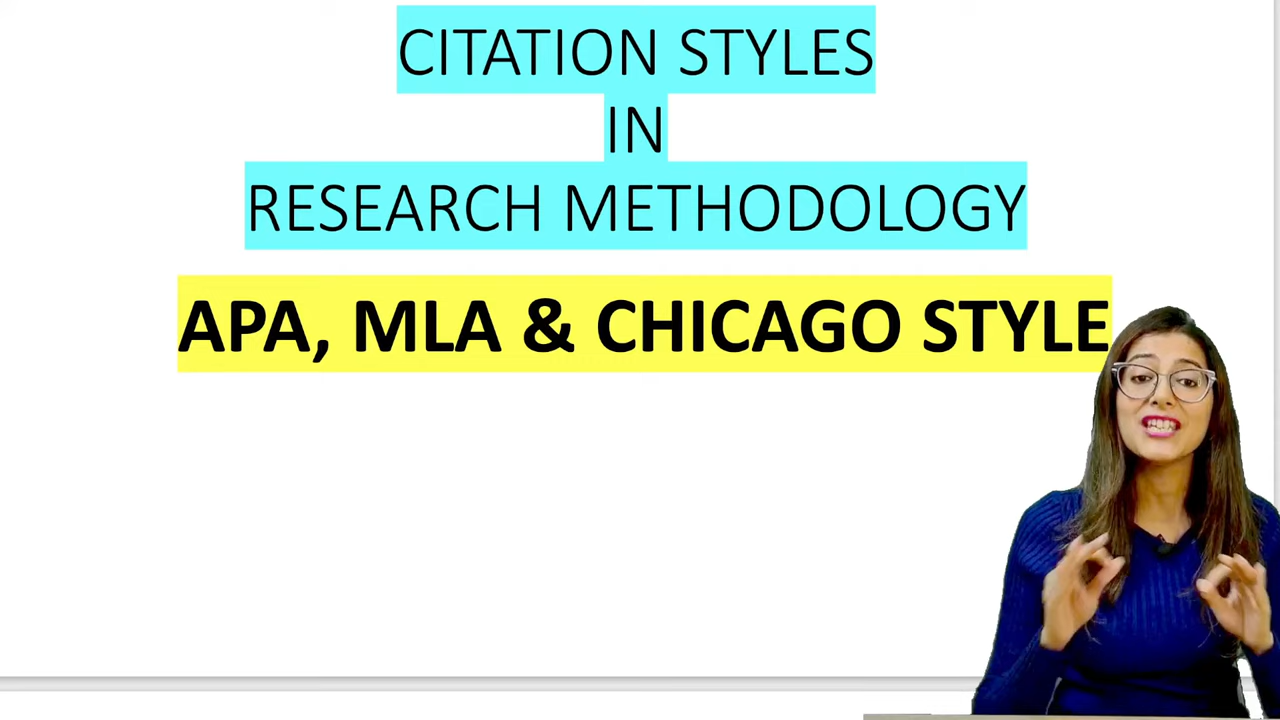 CITATION STYLES
IN
RESEARCH METHODOLOGY
APA, MLA & CHICAGO STYLE